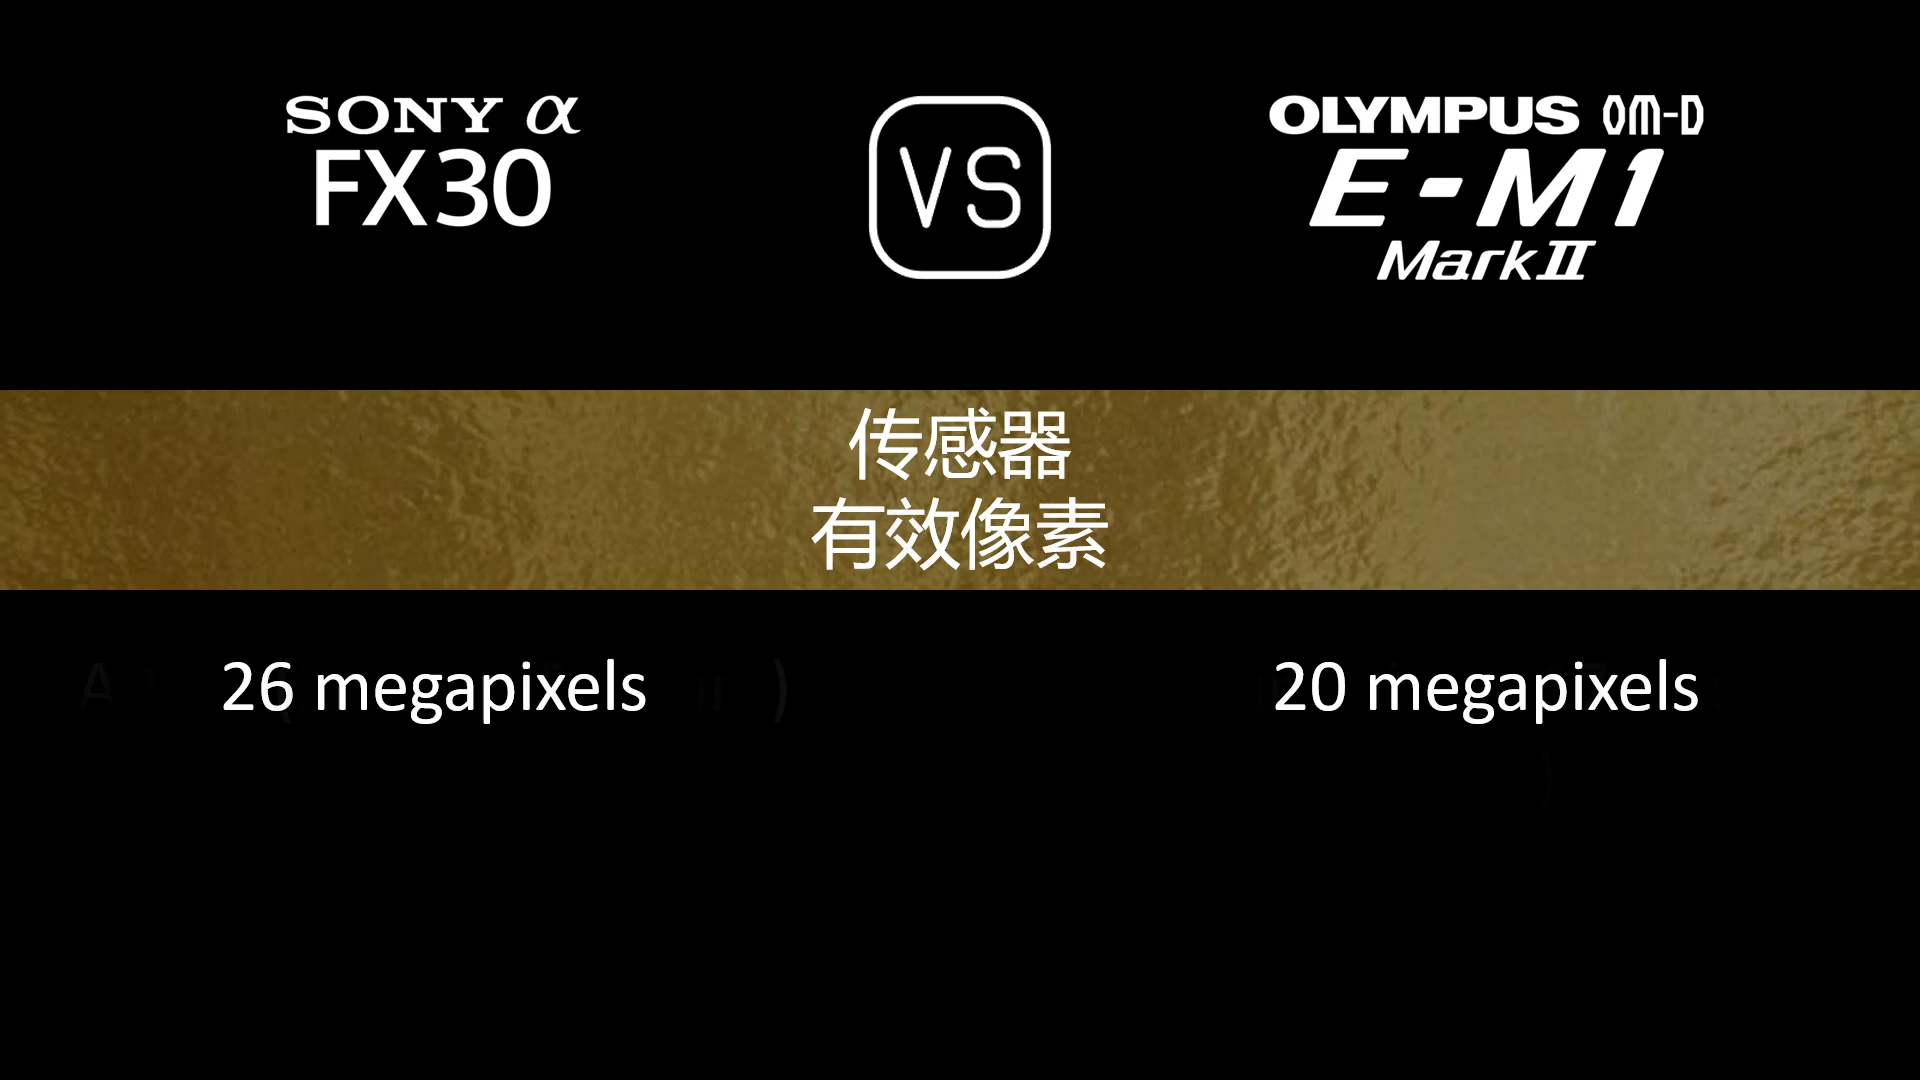 SONY α
FX30
VS
OLYMPUS OM-D
E-M1
Mark II
传感器
有效像素
26 megapixels
20 megapixels